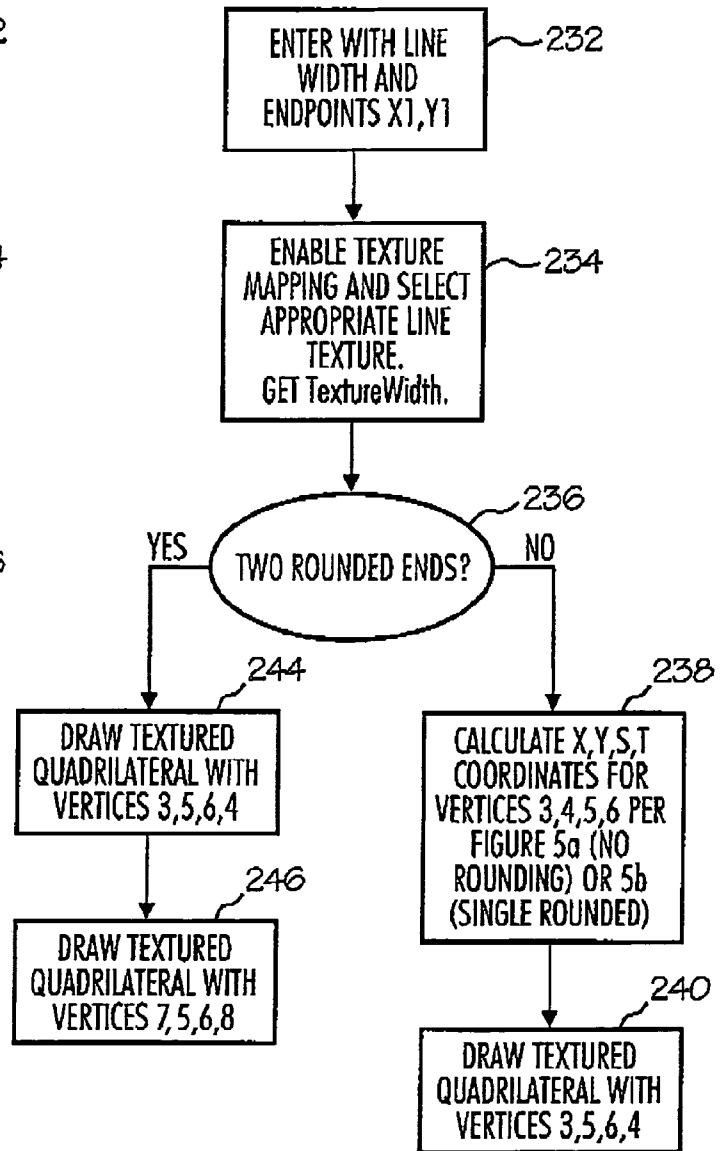 2
ENTER WITH LINE
WIDTH AND
ENDPOINTS X1,Y1
232
4
ENABLE TEXTURE
MAPPING AND SELECT
APPROPRIATE LINE
TEXTURE.
GET TextureWidth.
234
6
236
YES
TWO ROUNDED ENDS?
NO
244
DRAW TEXTURED
QUADRILATERAL WITH
VERTICES 3,5,6,4
246
DRAW TEXTURED
QUADRILATERAL WITH
VERTICES 7,5,6,8
238
CALCULATE X,Y,S,T
COORDINATES FOR
VERTICES 3,4,5,6 PER
FIGURE 5a (NO
ROUNDING) OR 5b
(SINGLE ROUNDED)
240
DRAW TEXTURED
QUADRILATERAL WITH
VERTICES 3,5,6,4